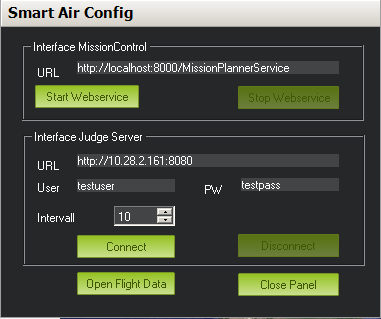 Smart Air Config
Interface MissionControl
URL http://localhost:8000/MissionPlannerService
Start Webservice Stop Webservice
Interface Judge Server
URL http://10.28.2.161:8080
User testuser PW testpass
Intervall 10
Connect Disconnect
Open Flight Data Close Panel